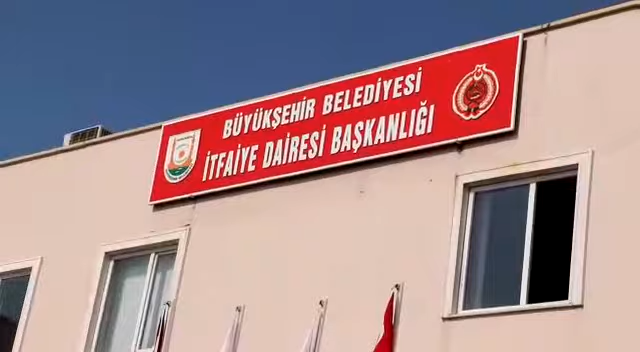 BÜYÜKŞEHİR BELEDİYESİ
İTFAİYE DAİRESİ BAŞKANLIĞI